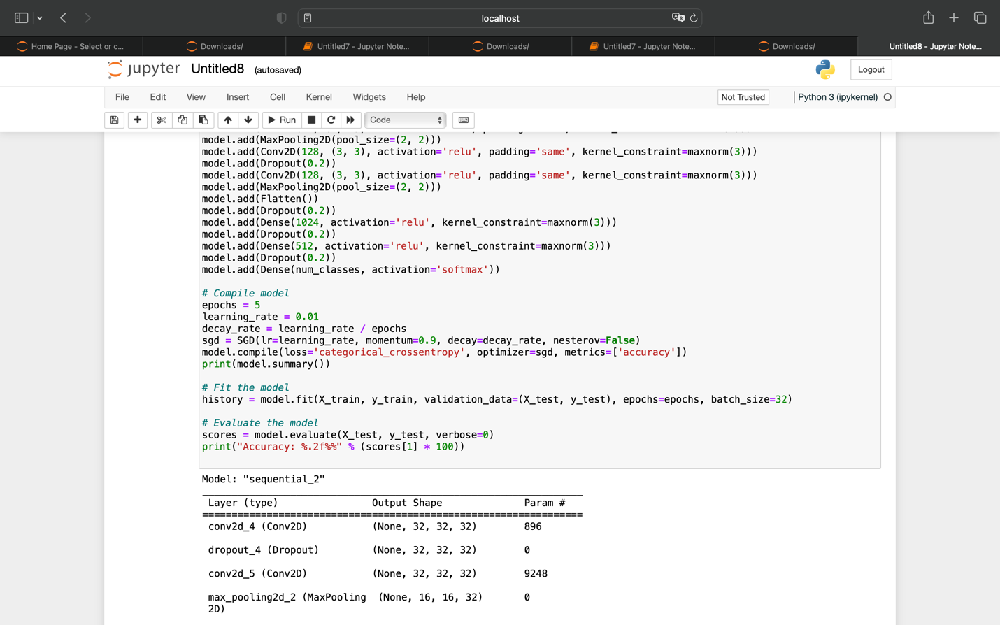 localhost
Home Page - Select or c...
Downloads/
Untitled7 - Jupyter Note...
Downloads/
Untitled7 - Jupyter Note...
Downloads/
Untitled8 - Jupyter Note...
jupyter Untitled8 (autosaved)
Logout
File Edit View Insert Cell Kernel Widgets Help
Not Trusted
Python 3 (ipykernel)
Run
Code
model.add(MaxPooling2D(pool_size=(2, 2)))
model.add(Conv2D(128, (3, 3), activation='relu', padding='same', kernel_constraint=maxnorm(3)))
model.add(Dropout(0.2))
model.add(Conv2D(128, (3, 3), activation='relu', padding='same', kernel_constraint=maxnorm(3)))
model.add(MaxPooling2D(pool_size=(2, 2)))
model.add(Flatten())
model.add(Dropout(0.2))
model.add(Dense(1024, activation='relu', kernel_constraint=maxnorm(3)))
model.add(Dropout(0.2))
model.add(Dense(512, activation='relu', kernel_constraint=maxnorm(3)))
model.add(Dropout(0.2))
model.add(Dense(num_classes, activation='softmax'))
# Compile model
epochs = 5
learning_rate = 0.01
decay_rate = learning_rate / epochs
sgd = SGD(lr=learning_rate, momentum=0.9, decay=decay_rate, nesterov=False)
model.compile(loss='categorical_crossentropy', optimizer=sgd, metrics=['accuracy'])
print(model.summary())
# Fit the model
history = model.fit(X_train, y_train, validation_data=(X_test, y_test), epochs=epochs, batch_size=32)
# Evaluate the model
scores = model.evaluate(X_test, y_test, verbose=0)
print("Accuracy: %.2f%%" % (scores[1] * 100))
Model: "sequential_2"
Layer (type) Output Shape Param #
conv2d_4 (Conv2D) (None, 32, 32, 32) 896
dropout_4 (Dropout) (None, 32, 32, 32) 0
conv2d_5 (Conv2D) (None, 32, 32, 32) 9248
max_pooling2d_2 (MaxPooling (None, 16, 16, 32) 0
2D)